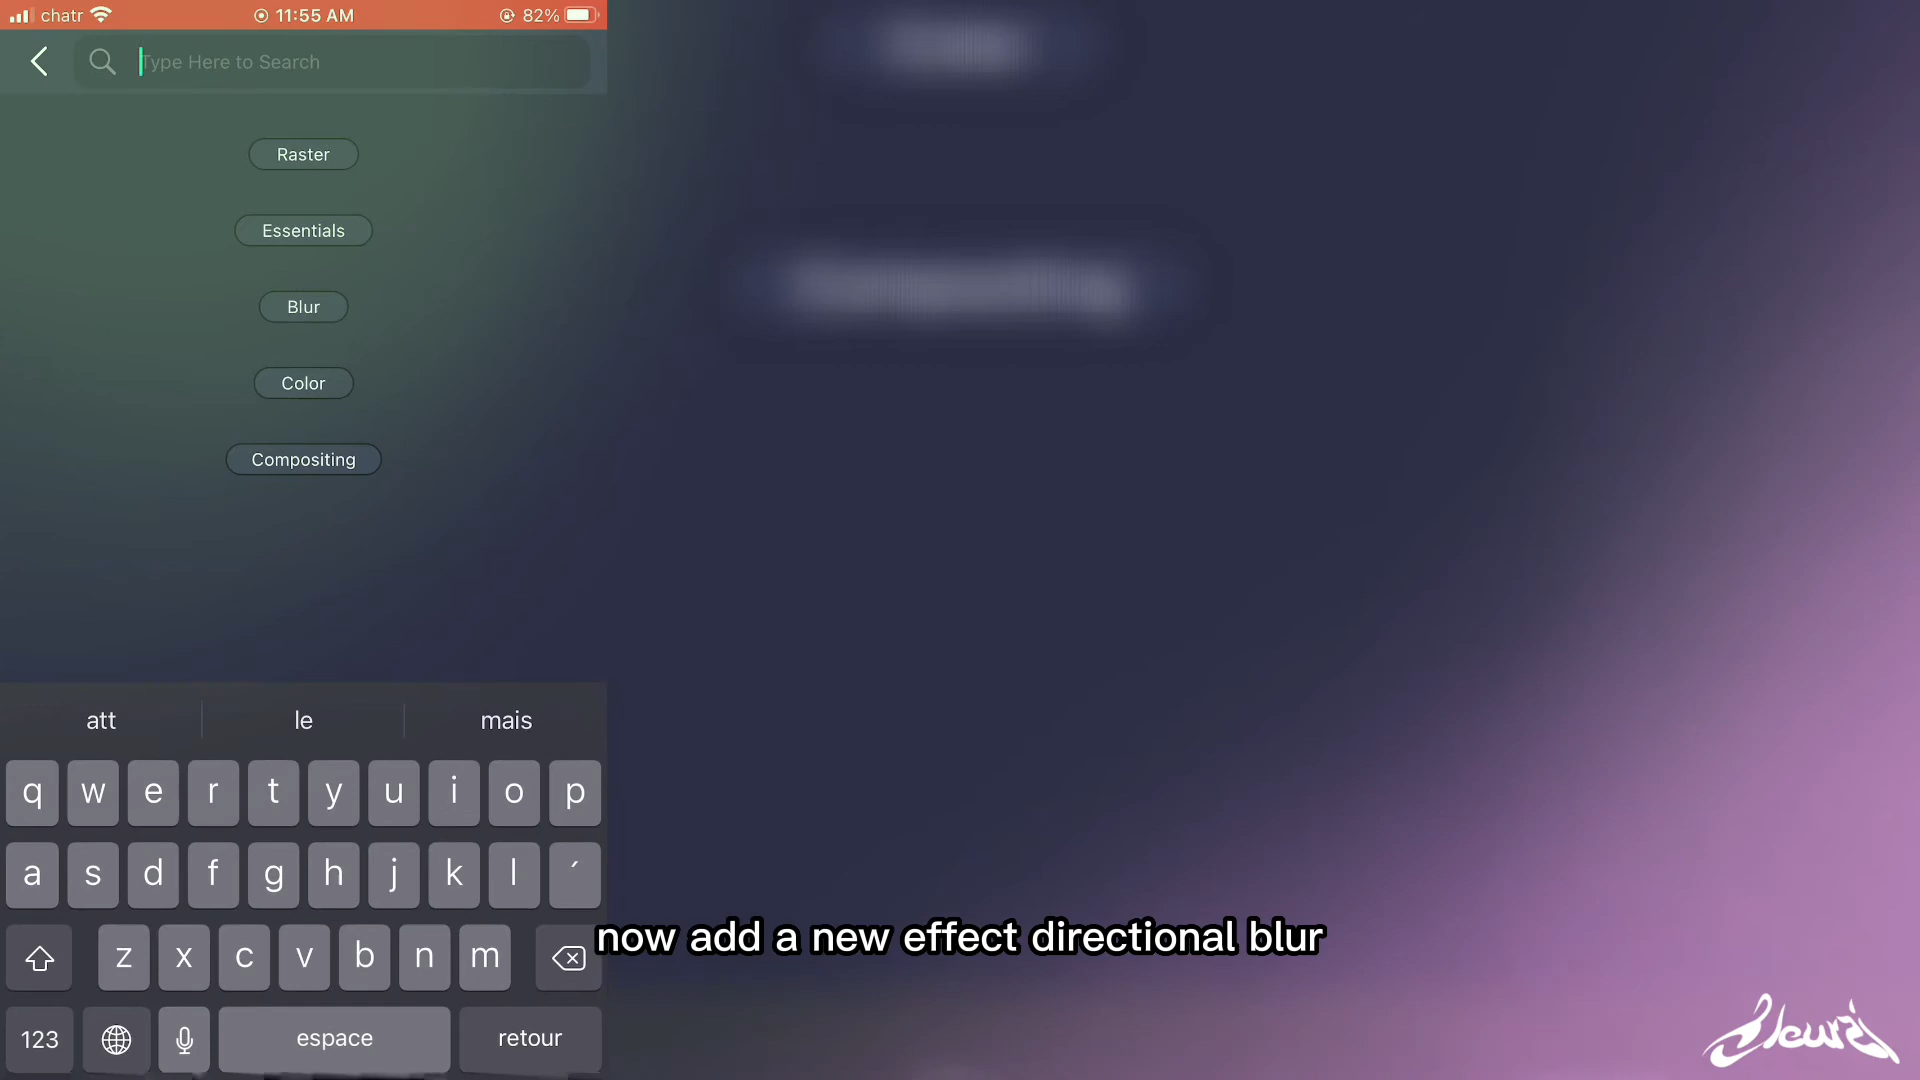 chatr 11:55 AM 82%
Type Here to Search
Raster
Essentials
Blur
Color
Compositing
att le mais
q w e r t y u i o p
a s d f g h j k l ´
z x c v b n m
now add a new effect directional blur
123 espace retour